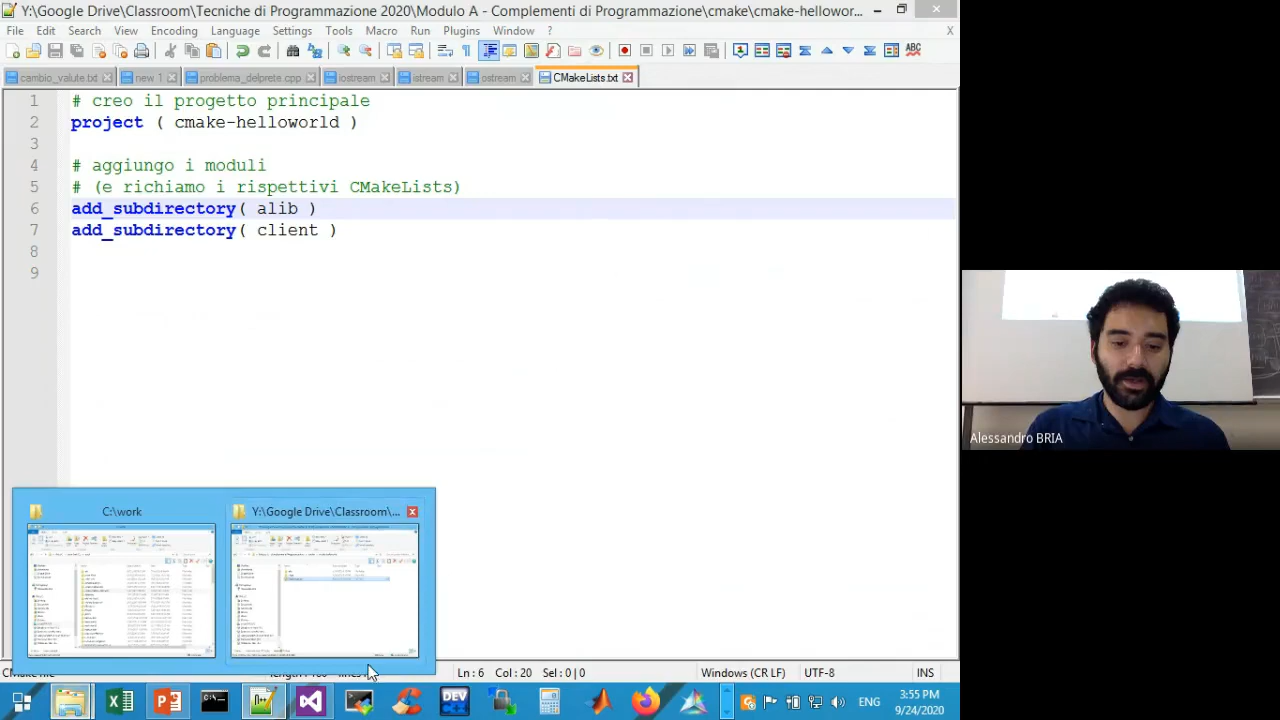 Y:\Google Drive\Classroom\Tecniche di Programmazione 2020\Modulo A - Complementi di Programmazione\cmake\cmake-hellowor...
File Edit Search View Encoding Language Settings Tools Macro Run Plugins Window ? X
cambio_valute.txt new 1 problema_delprete.cpp iostream istream ostream CMakeLists.txt
1 # creo il progetto principale
2 project ( cmake-helloworld )
3
4 # aggiungo i moduli
5 # (e richiamo i rispettivi CMakeLists)
6 add_subdirectory( alib )
7 add_subdirectory( client )
8
9
Alessandro BRIA
C:\work Y:\Google Drive\Classroom\...
Ln:6 Col:20 Sel:0|0 Windows (CR LF) UTF-8 INS
DEV
ENG
3:55 PM
9/24/2020